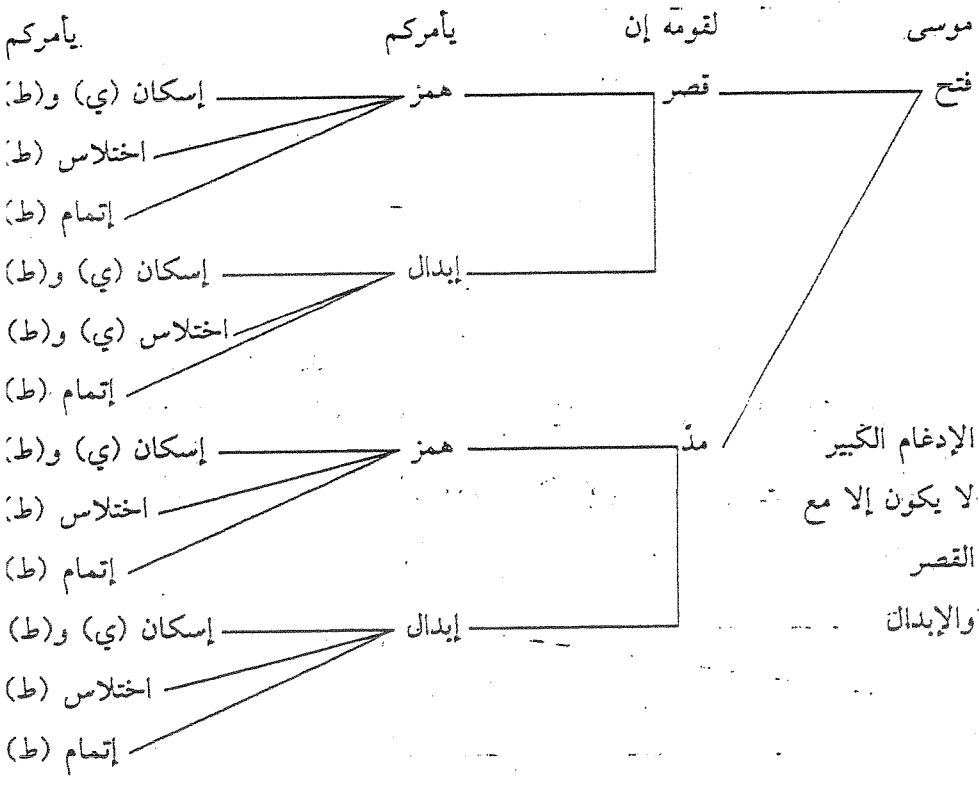 موسى لقومه إن يأمركم يأمركم
فتح قصر همز إسكان (ي) و(ط)
اختلاس (ط)
إتمام (ط)
إبدال إسكان (ي) و(ط)
اختلاس (ي) و(ط)
إتمام (ط)
الإدغام الكبير مدّ همز إسكان (ي) و(ط)
لا يكون إلا مع اختلاس (ط)
القصر إتمام (ط)
والإبدال إبدال إسكان (ي) و(ط)
اختلاس (ط)
إتمام (ط)